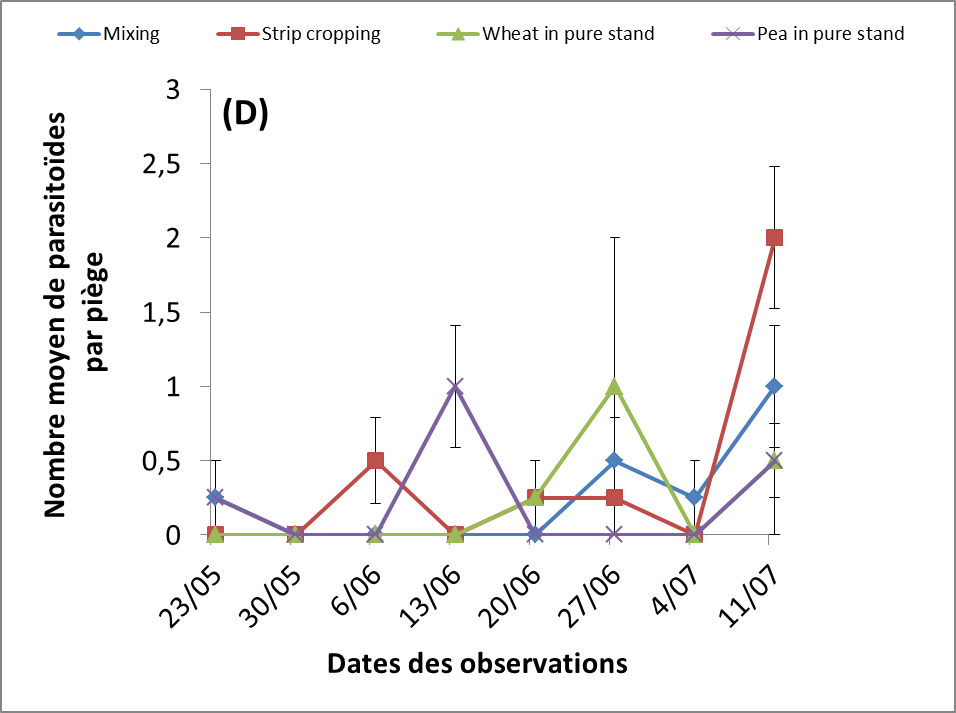 Mixing Strip cropping Wheat in pure stand Pea in pure stand
(D)
Nombre moyen de parasitoïdes
par piège
3
2,5
2
1,5
1
0,5
0
23/05 30/05 6/06 13/06 20/06 27/06 4/07 11/07
Dates des observations